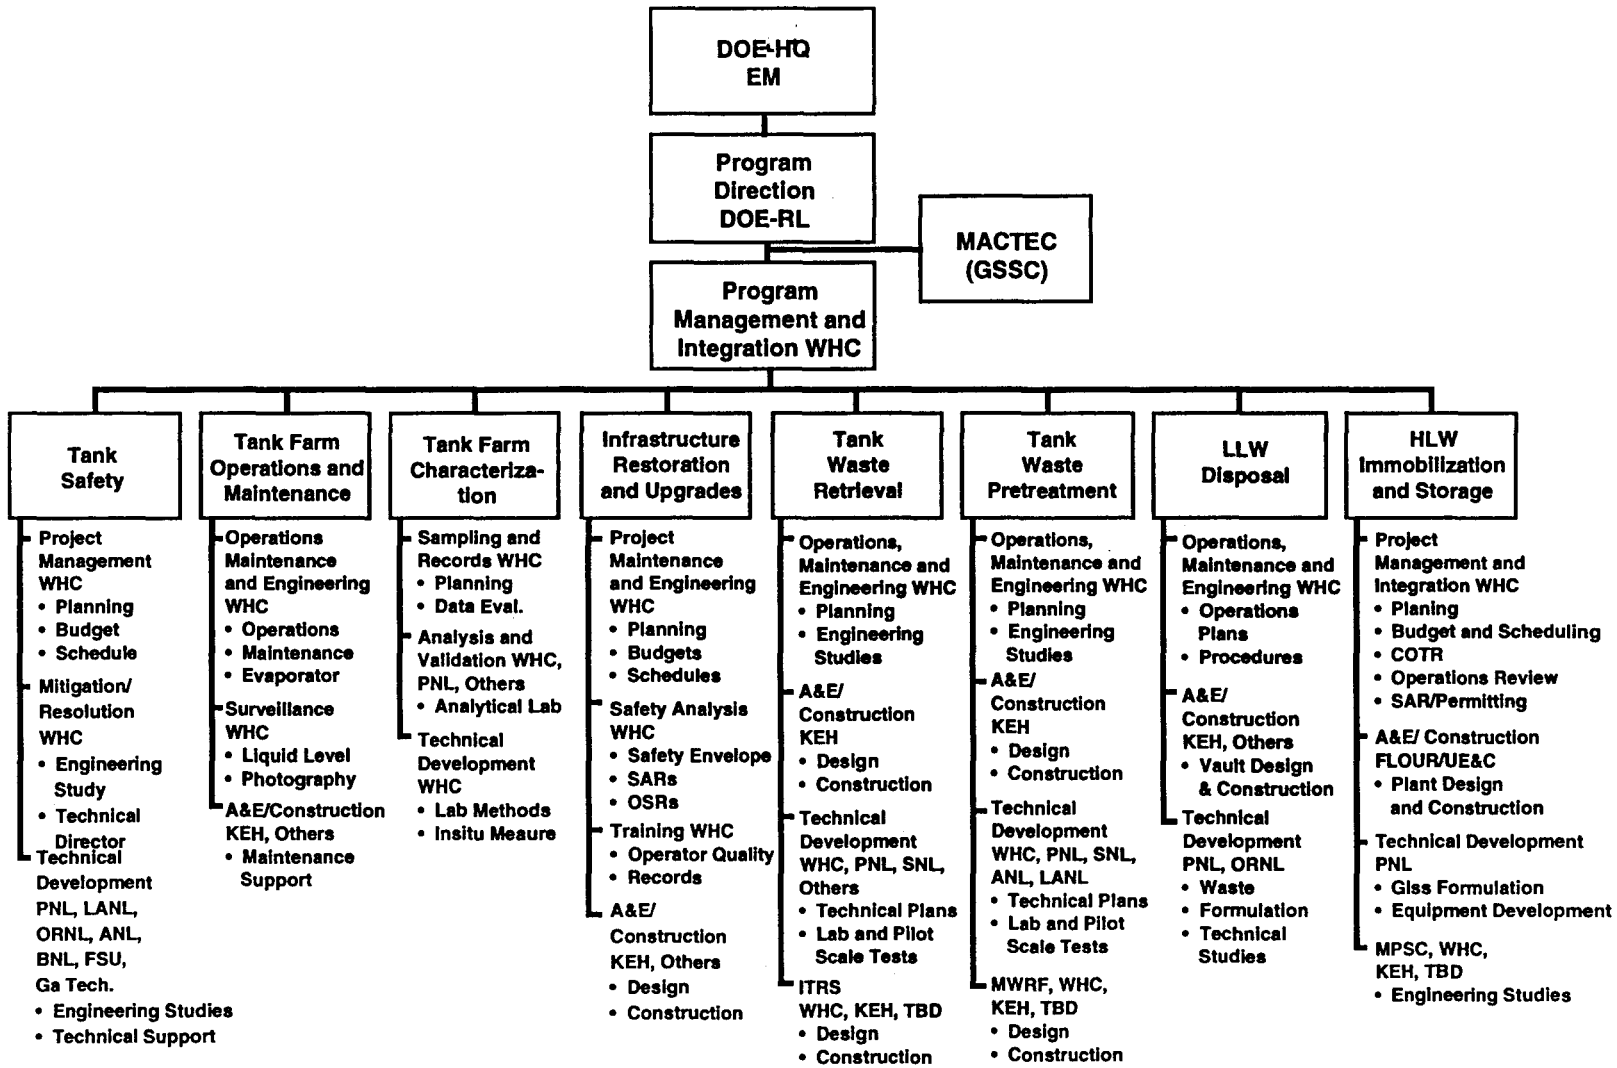 DOE-HQ
EM
Program
Direction
DOE-RL
MACTEC
(GSSC)
Program
Management and
Integration WHC
Tank
Safety
Project
Management
WHC
• Planning
• Budget
• Schedule
Mitigation/
Resolution
WHC
• Engineering
Study
• Technical
Director
Technical
Development
PNL, LANL,
ORNL, ANL,
BNL, FSU,
Ga Tech.
• Engineering Studies
• Technical Support
Tank Farm
Operations and
Maintenance
Operations
Maintenance
and Engineering
WHC
• Operations
• Maintenance
• Evaporator
Surveillance
WHC
• Liquid Level
• Photography
A&E/Construction
KEH, Others
• Maintenance
Support
Tank Farm
Characteriza-
tion
Sampling and
Records WHC
• Planning
• Data Eval.
Analysis and
Validation WHC,
PNL, Others
• Analytical Lab
Technical
Development
WHC
• Lab Methods
• Insitu Meaure
Infrastructure
Restoration
and Upgrades
Project
Maintenance
and Engineering
WHC
• Planning
• Budgets
• Schedules
Safety Analysis
WHC
• Safety Envelope
• SARs
• OSRs
Training WHC
• Operator Quality
• Records
A&E/
Construction
KEH, Others
• Design
• Construction
Tank
Waste
Retrieval
Operations,
Maintenance and
Engineering WHC
• Planning
• Engineering
Studies
A&E/
Construction
KEH
• Design
• Construction
Technical
Development
WHC, PNL, SNL,
Others
• Technical Plans
• Lab and Pilot
Scale Tests
ITRS
WHC, KEH, TBD
• Design
• Construction
Tank
Waste
Pretreatment
Operations,
Maintenance and
Engineering WHC
• Planning
• Engineering
Studies
A&E/
Construction
KEH
• Design
• Construction
Technical
Development
WHC, PNL, SNL,
ANL, LANL
• Technical Plans
• Lab and Pilot
Scale Tests
MWRF, WHC,
KEH, TBD
• Design
• Construction
LLW
Disposal
Operations,
Maintenance and
Engineering WHC
• Operations
Plans
• Procedures
A&E/
Construction
KEH, Others
• Vault Design
& Construction
Technical
Development
PNL, ORNL
• Waste
• Formulation
• Technical
Studies
HLW
Immobilization
and Storage
Project
Management and
Integration WHC
• Planing
• Budget and Scheduling
• COTR
• Operations Review
• SAR/Permitting
A&E/ Construction
FLOUR/UE&C
• Plant Design
and Construction
Technical Development
PNL
• Glss Formulation
• Equipment Development
MPSC, WHC,
KEH, TBD
• Engineering Studies